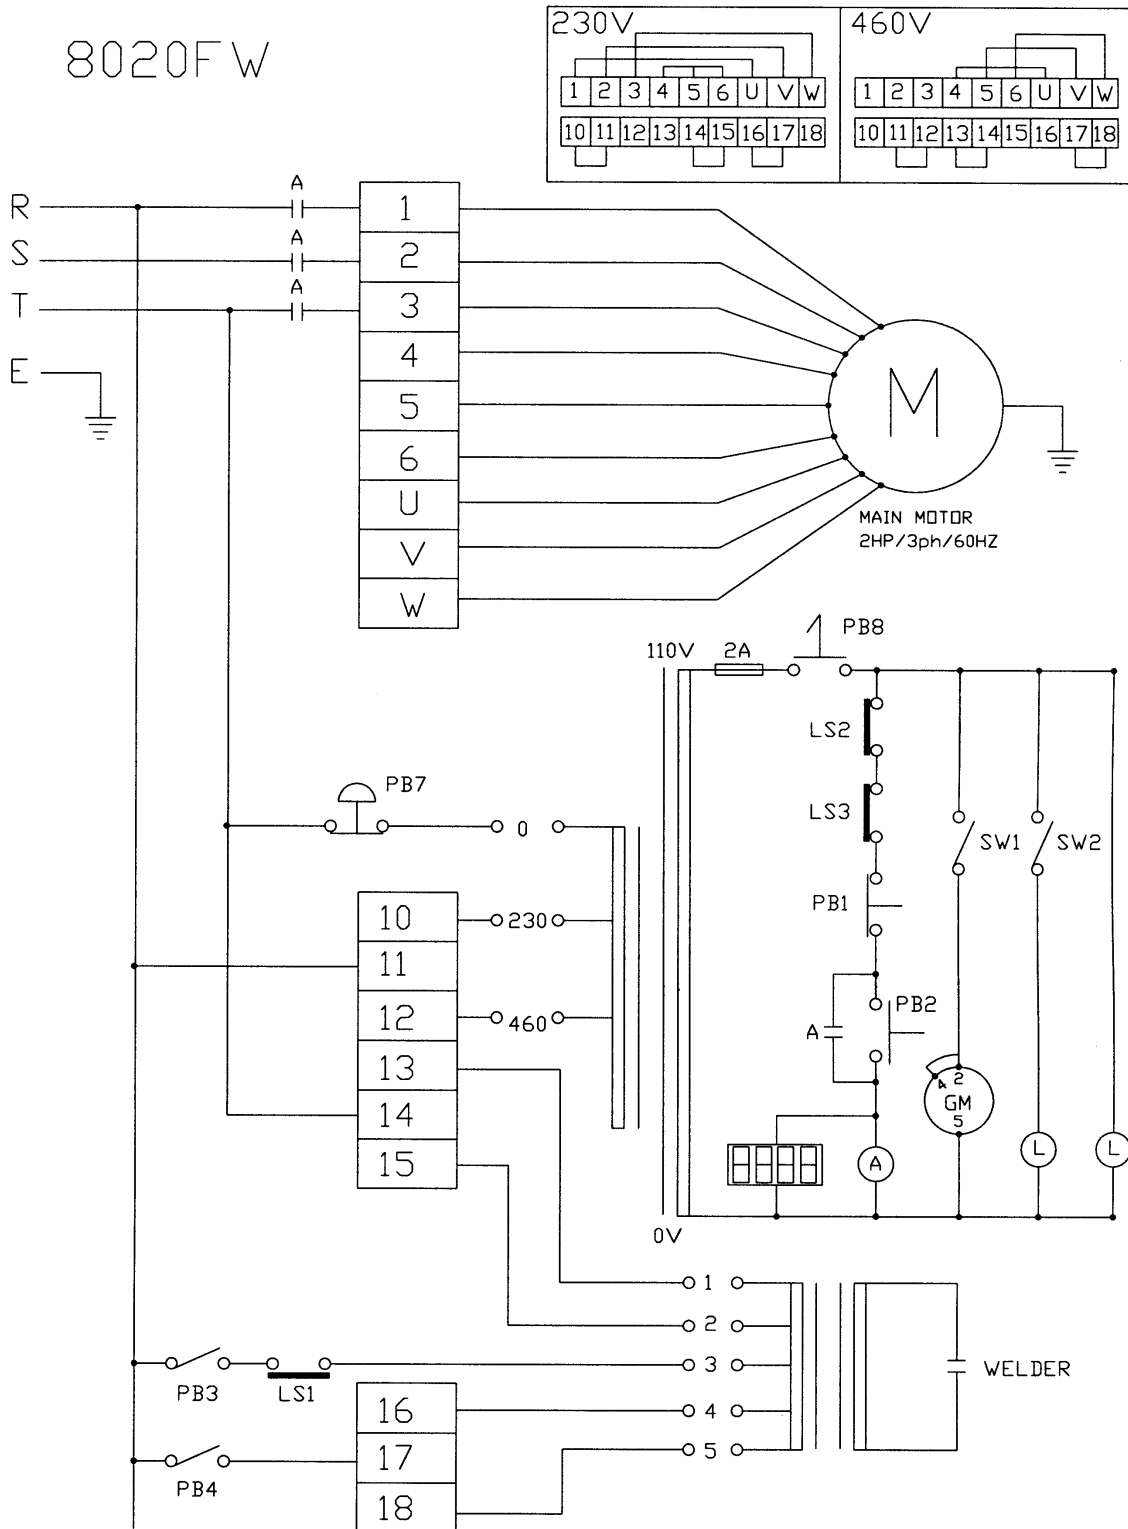 8020FW
230V
1 2 3 4 5 6 U V W
10 11 12 13 14 15 16 17 18
460V
1 2 3 4 5 6 U V W
10 11 12 13 14 15 16 17 18
R
S
T
E
A
A
A
1
2
3
4
5
6
U
V
W
M
MAIN MOTOR
2HP/3ph/60HZ
110V
2A
PB8
LS2
LS3
PB1
PB2
A
SW1
SW2
PB7
0
10
230
11
12
460
13
14
15
4 2
GM
5
A
L
L
0V
1
2
3
4
5
PB3
LS1
WELDER
16
17
18
PB4